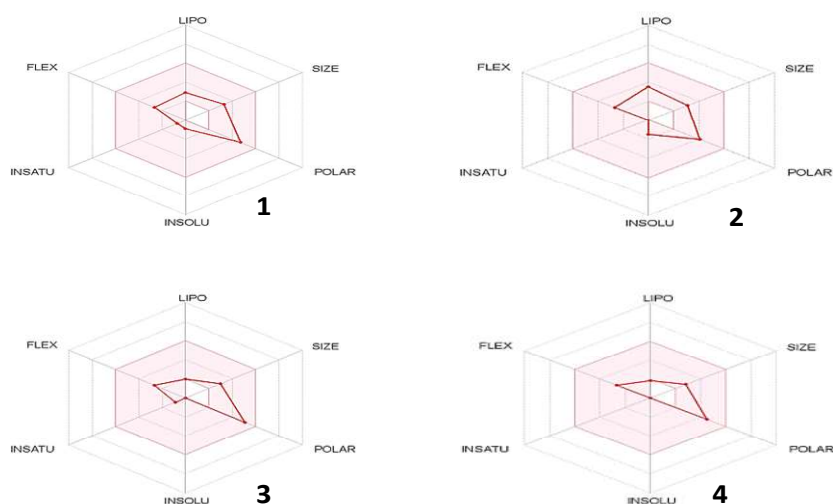 LIPO
FLEX
SIZE
INSATU
POLAR
INSOLU
1
LIPO
FLEX
SIZE
INSATU
POLAR
INSOLU
2
LIPO
FLEX
SIZE
INSATU
POLAR
INSOLU
3
LIPO
FLEX
SIZE
INSATU
POLAR
INSOLU
4